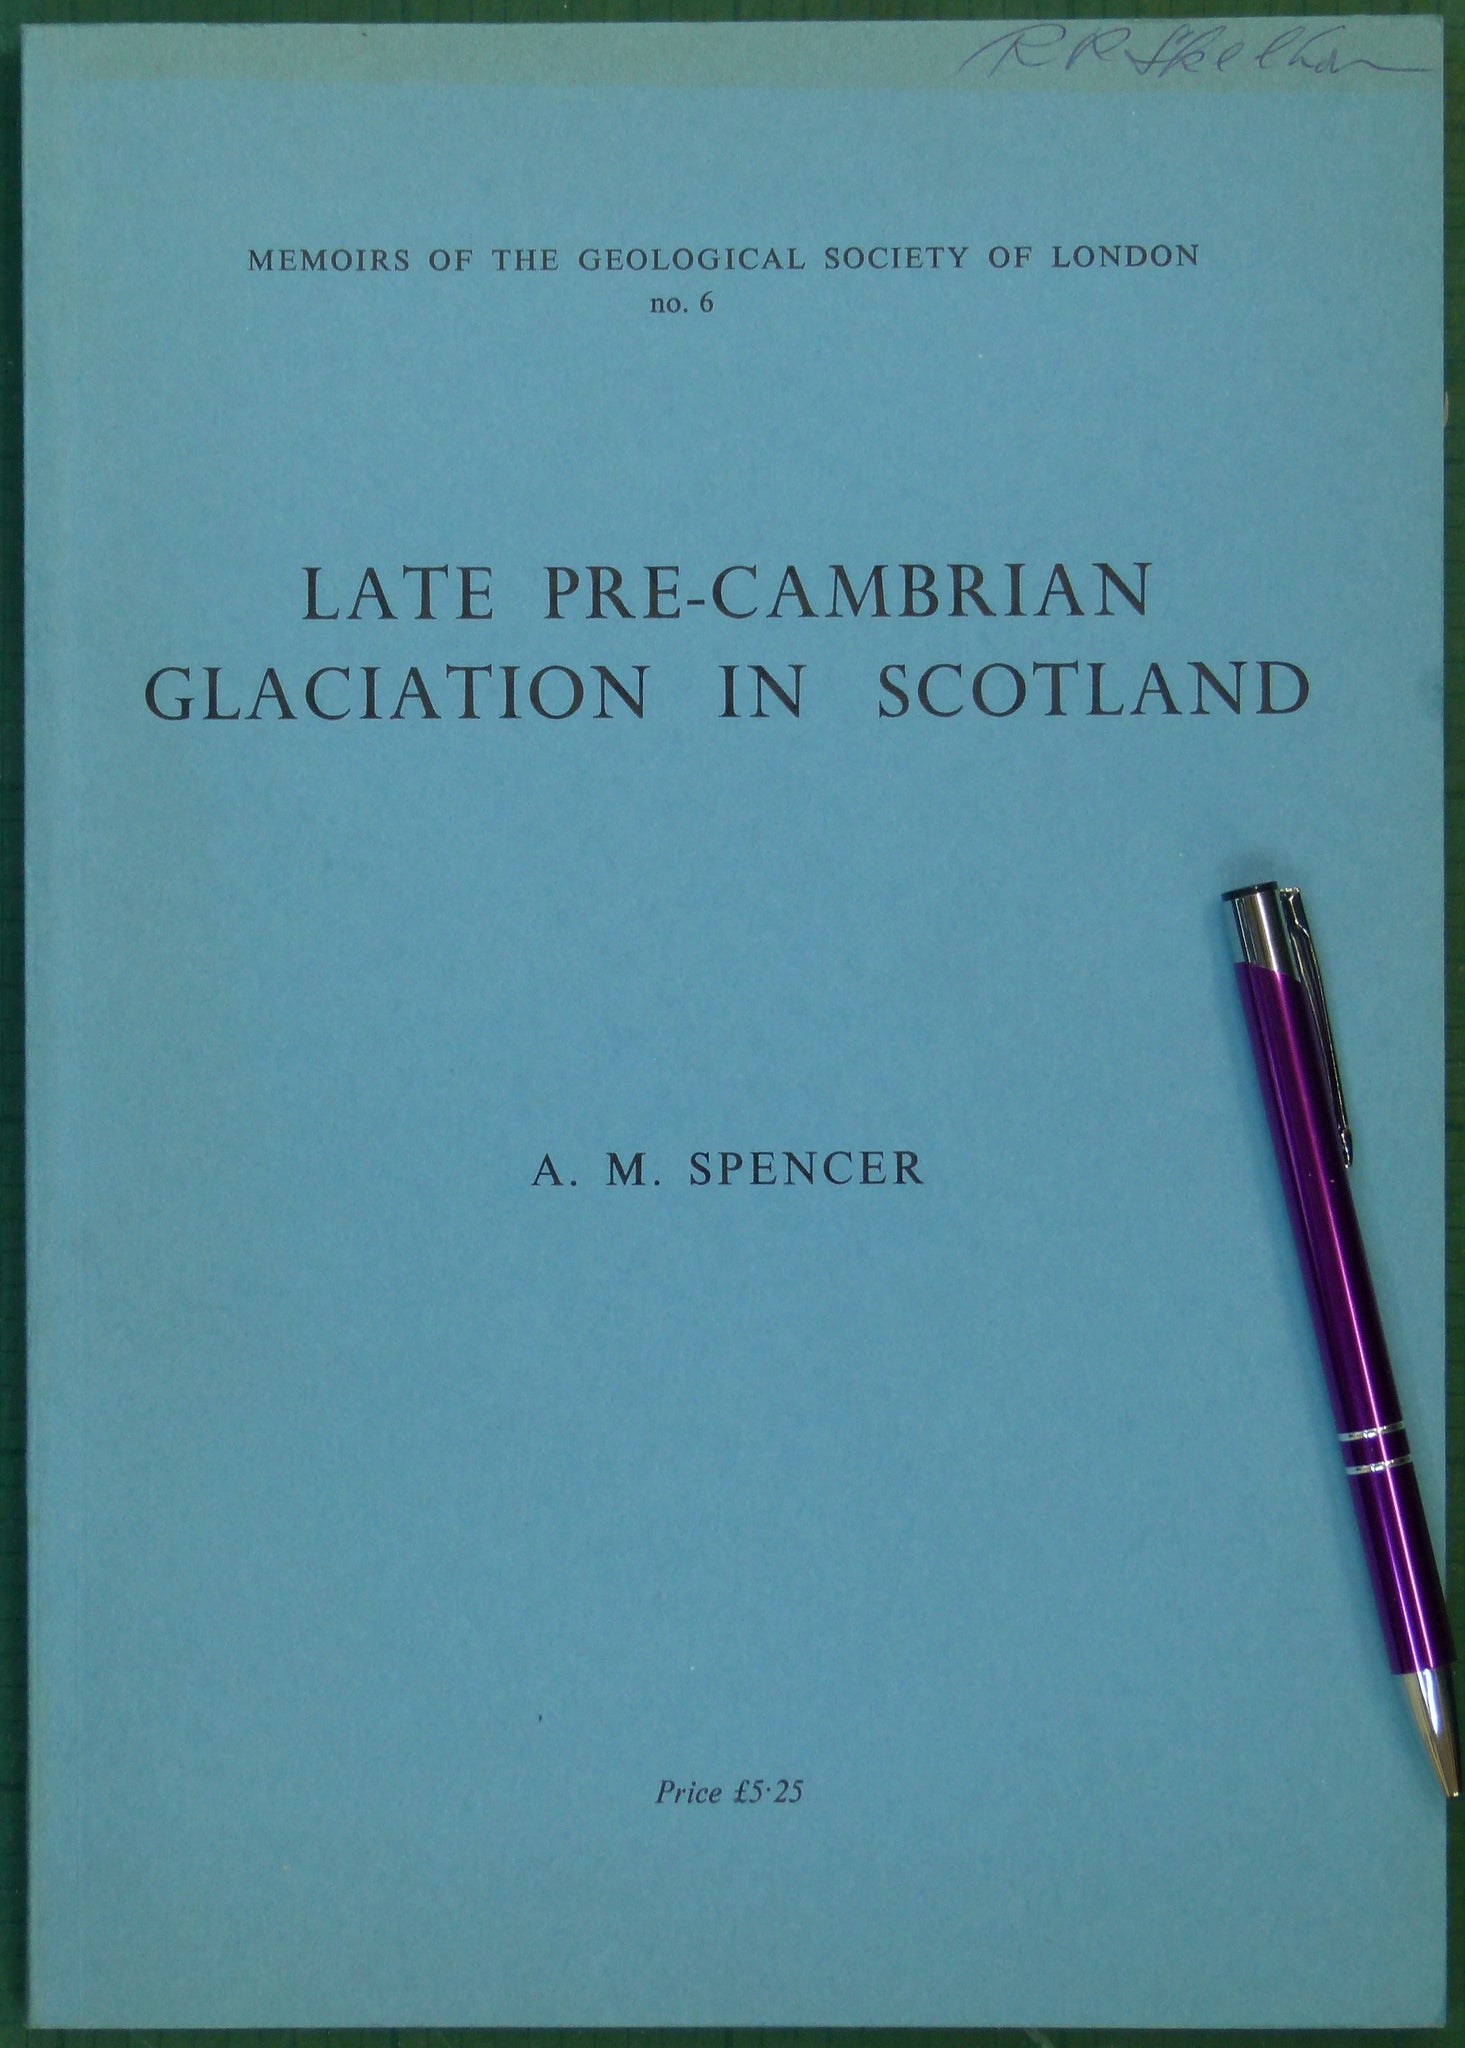 R R Skelhon
MEMOIRS OF THE GEOLOGICAL SOCIETY OF LONDON
no. 6
LATE PRE-CAMBRIAN
GLACIATION IN SCOTLAND
A. M. SPENCER
Price £5·25